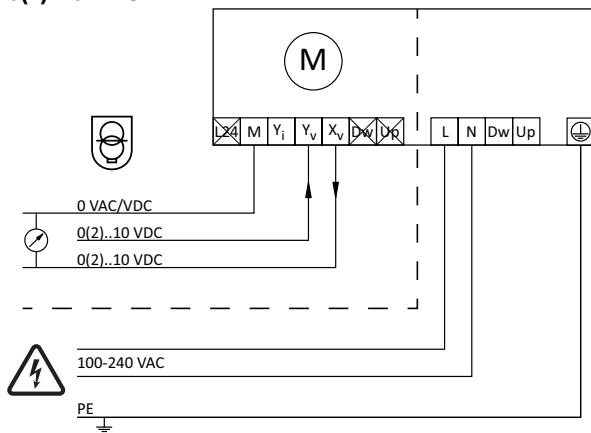 M
L24 M Yi Yv Xv Dw Up L N Dw Up
0 VAC/VDC
0(2)..10 VDC
0(2)..10 VDC
100-240 VAC
PE